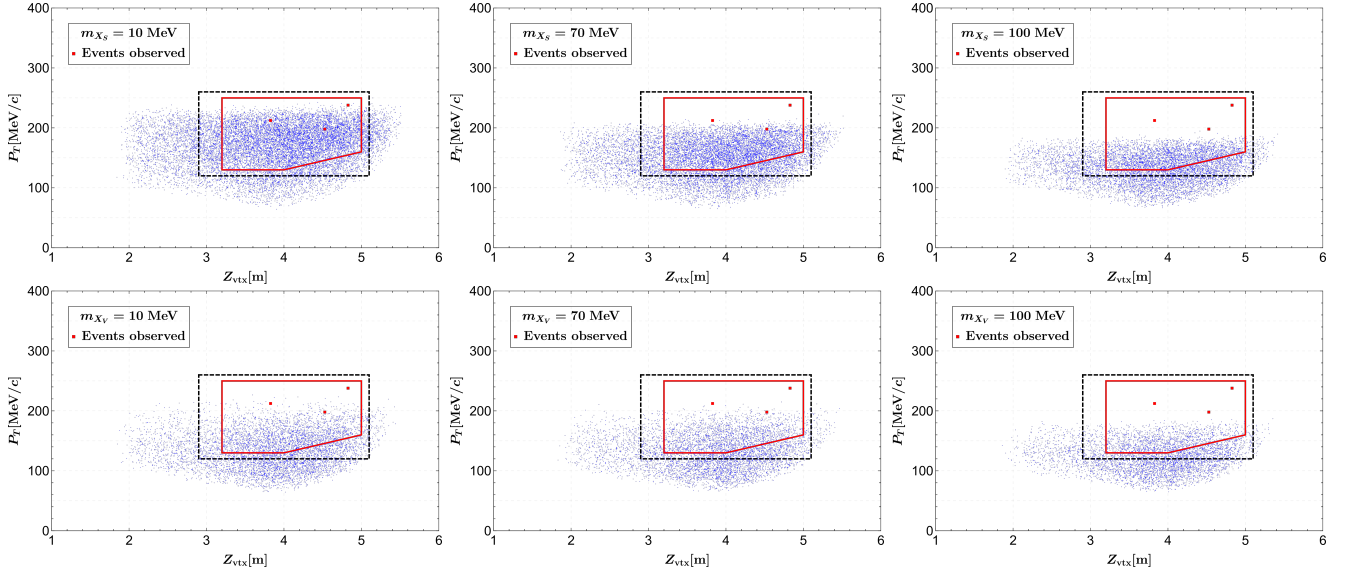 400
300
200
100
0
P_T[MeV/c]
m_{X_S} = 10 MeV
Events observed
1 2 3 4 5 6
Z_vtx[m]
400
300
200
100
0
P_T[MeV/c]
m_{X_S} = 70 MeV
Events observed
1 2 3 4 5 6
Z_vtx[m]
400
300
200
100
0
P_T[MeV/c]
m_{X_S} = 100 MeV
Events observed
1 2 3 4 5 6
Z_vtx[m]
400
300
200
100
0
P_T[MeV/c]
m_{X_V} = 10 MeV
Events observed
1 2 3 4 5 6
Z_vtx[m]
400
300
200
100
0
P_T[MeV/c]
m_{X_V} = 70 MeV
Events observed
1 2 3 4 5 6
Z_vtx[m]
400
300
200
100
0
P_T[MeV/c]
m_{X_V} = 100 MeV
Events observed
1 2 3 4 5 6
Z_vtx[m]